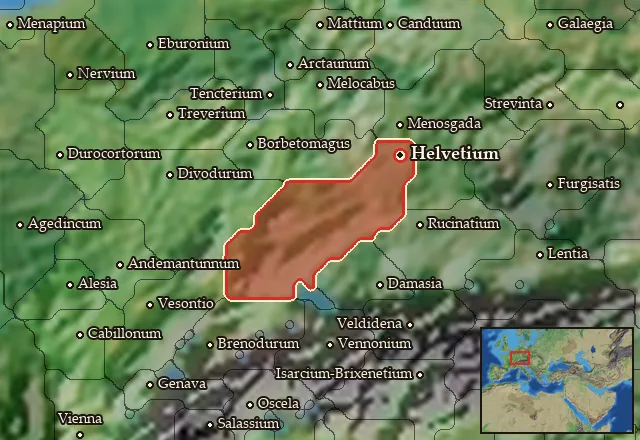 Menapium
Mattium
Canduum
Galaegia
Eburonium
Arctaunum
Nervium
Melocabus
Tencterium
Strevinta
Treverium
Menosgada
Borbetomagus
Durocortorum
Helvetium
Divodurum
Furgisatis
Agedincum
Rucinatium
Lentia
Andemantunnum
Alesia
Damasia
Vesontio
Veldidena
Cabillonum
Brenodurum
Vennonium
Isarcium-Brixenetium
Genava
Oscela
Vienna
Salassium